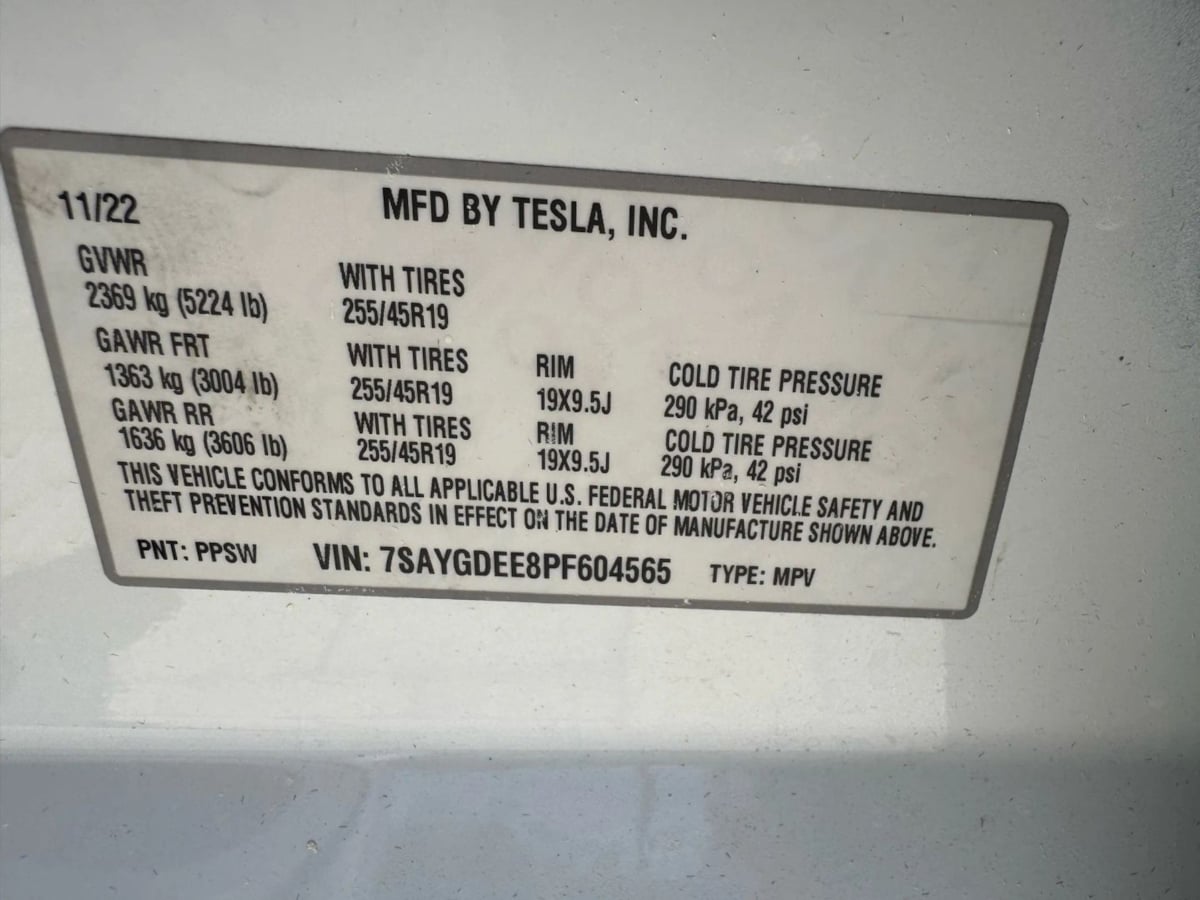 11/22 MFD BY TESLA, INC.
GVWR WITH TIRES
2369 kg (5224 lb) 255/45R19
GAWR FRT WITH TIRES RIM COLD TIRE PRESSURE
1363 kg (3004 lb) 255/45R19 19X9.5J 290 kPa, 42 psi
GAWR RR WITH TIRES RIM COLD TIRE PRESSURE
1636 kg (3606 lb) 255/45R19 19X9.5J 290 kPa, 42 psi
THIS VEHICLE CONFORMS TO ALL APPLICABLE U.S. FEDERAL MOTOR VEHICLE SAFETY AND
THEFT PREVENTION STANDARDS IN EFFECT ON THE DATE OF MANUFACTURE SHOWN ABOVE.
PNT: PPSW VIN: 7SAYGDEE8PF604565 TYPE: MPV